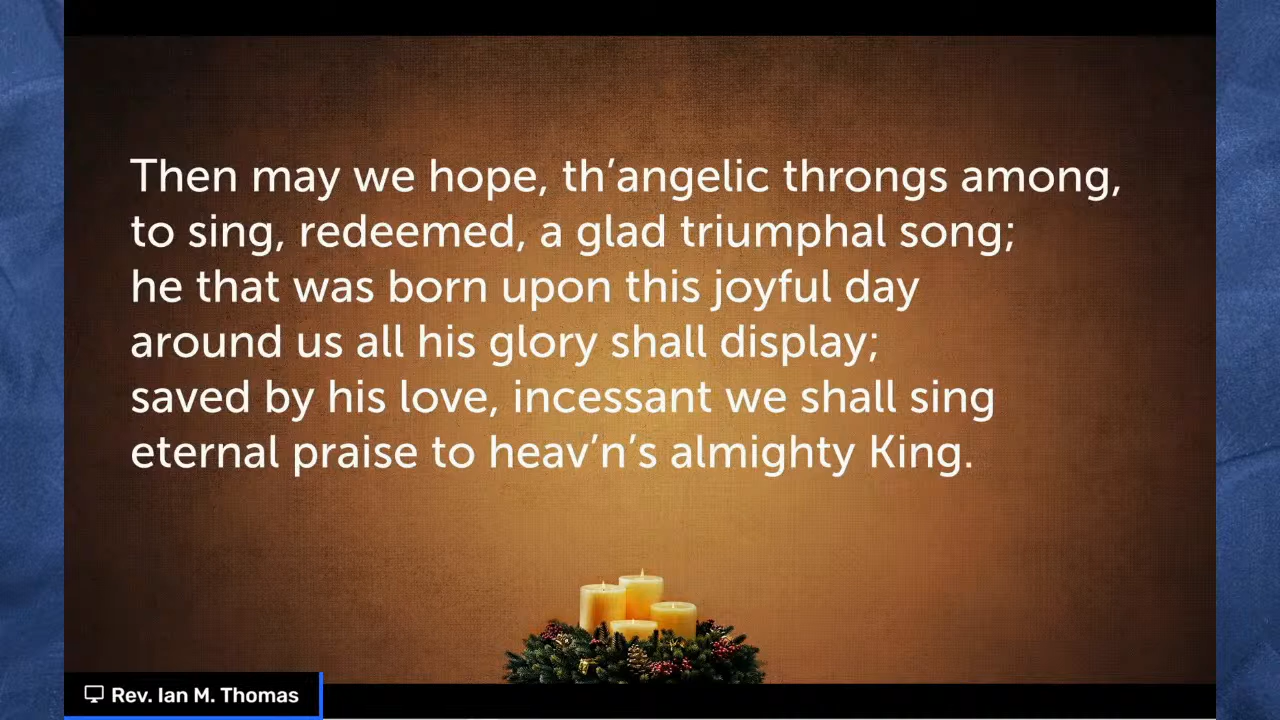 Then may we hope, th’angelic throngs among,
to sing, redeemed, a glad triumphal song;
he that was born upon this joyful day
around us all his glory shall display;
saved by his love, incessant we shall sing
eternal praise to heav’n’s almighty King.
Rev. Ian M. Thomas